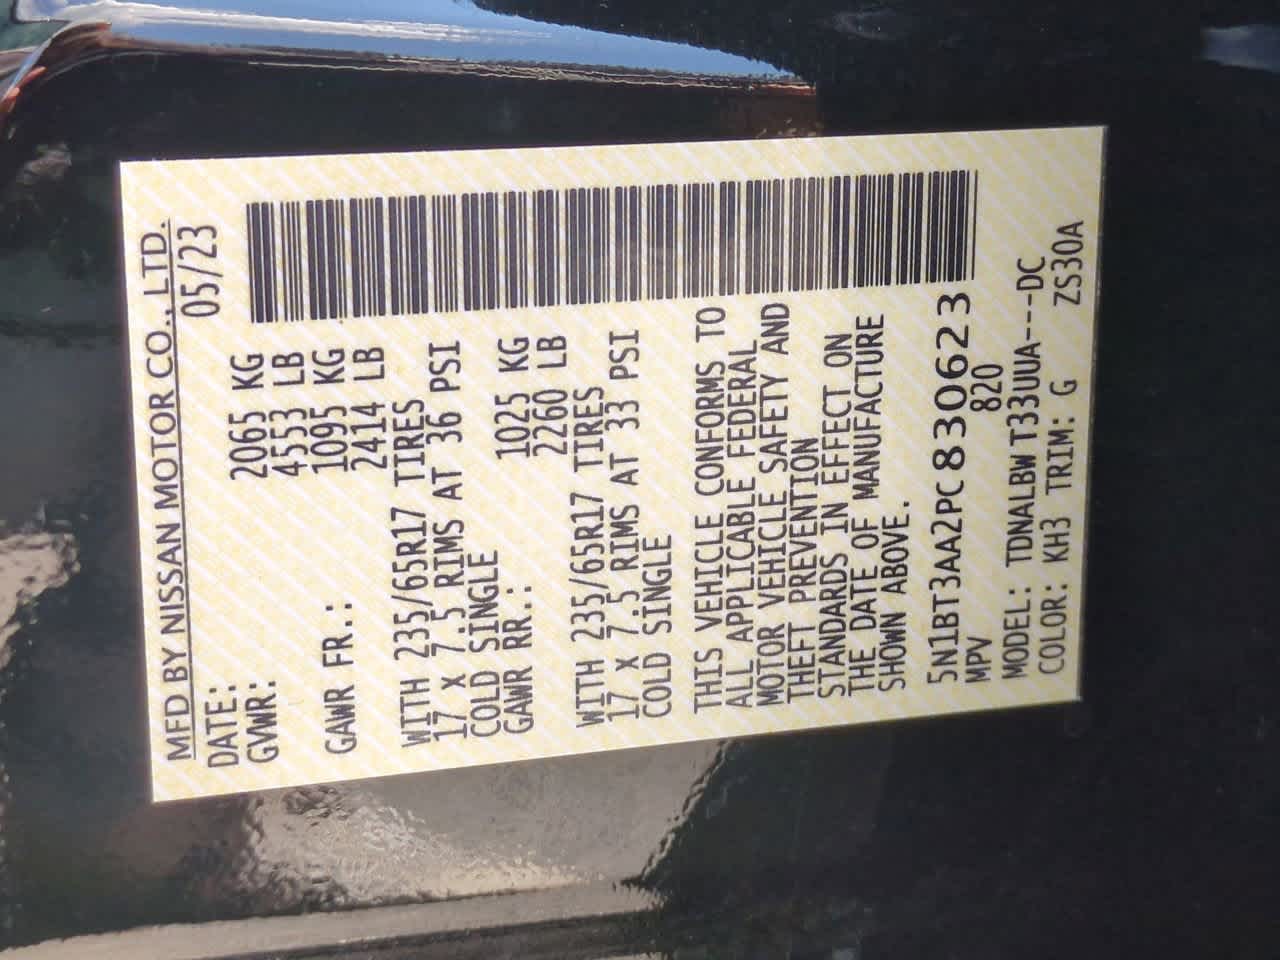 MFD BY NISSAN MOTOR CO., LTD.
DATE: 05/23
GVWR: 2065 KG
4553 LB
GAWR FR.: 1095 KG
2414 LB
WITH 235/65R17 TIRES
17 X 7.5 RIMS AT 36 PSI
COLD SINGLE
GAWR RR.: 1025 KG
2260 LB
WITH 235/65R17 TIRES
17 X 7.5 RIMS AT 33 PSI
COLD SINGLE
THIS VEHICLE CONFORMS TO
ALL APPLICABLE FEDERAL
MOTOR VEHICLE SAFETY AND
THEFT PREVENTION
STANDARDS IN EFFECT ON
THE DATE OF MANUFACTURE
SHOWN ABOVE.
5N1BT3AA2PC830623
MPV 820
MODEL: TDNALBW T33UUA---DC
COLOR: KH3 TRIM: G ZS30A